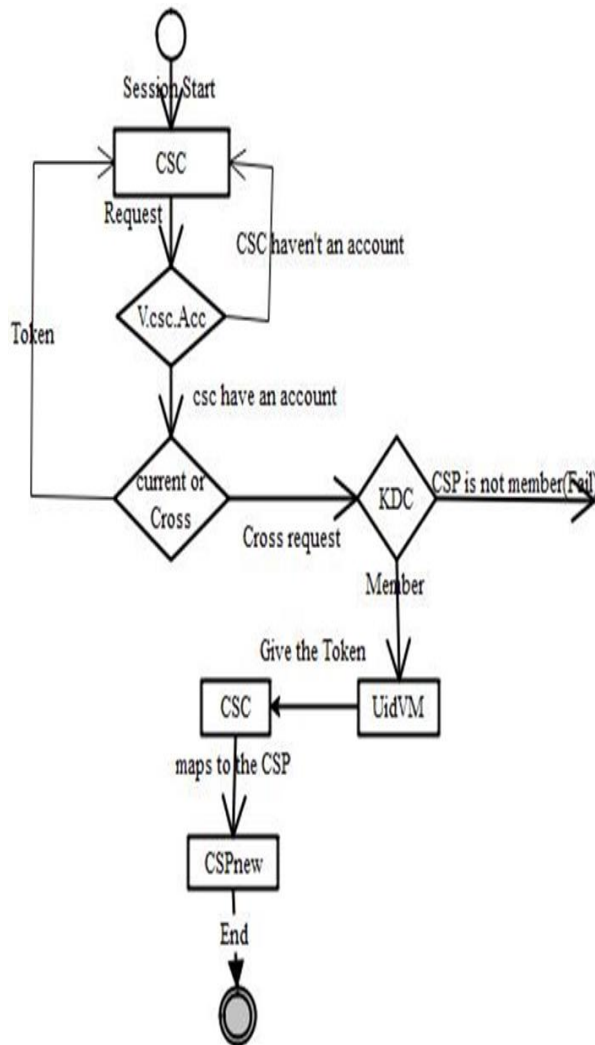 Session Start
CSC
Request
CSC haven't an account
V.csc.Acc
Token
csc have an account
current or
Cross
KDC
CSP is not member(Fail)
Cross request
Member
Give the Token
CSC
UidVM
maps to the CSP
CSPnew
End